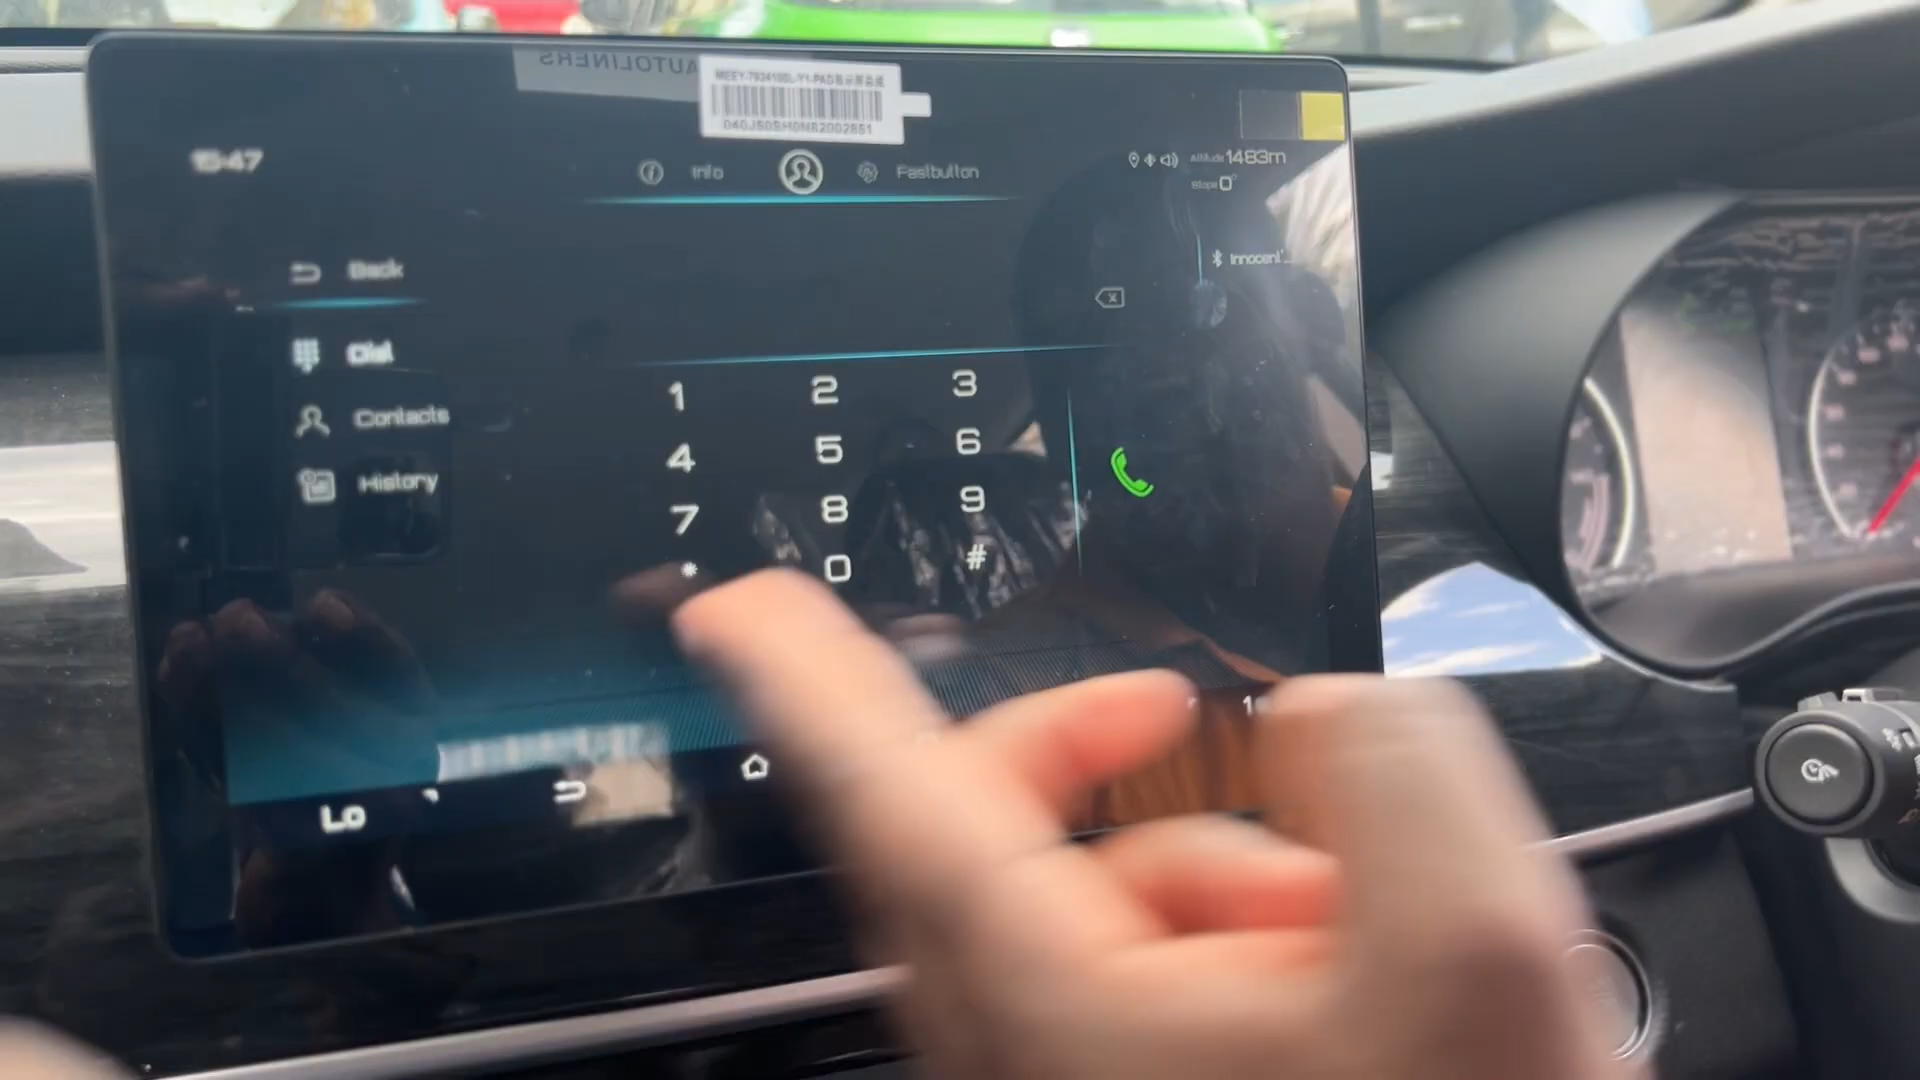 AUTOLINERS
15:47
Info
Fastbutton
Altitude 1483m
Slope 0°
Back
Innocent'...
Dial
Contacts
History
1 2 3
4 5 6
7 8 9
* 0 #
Lo